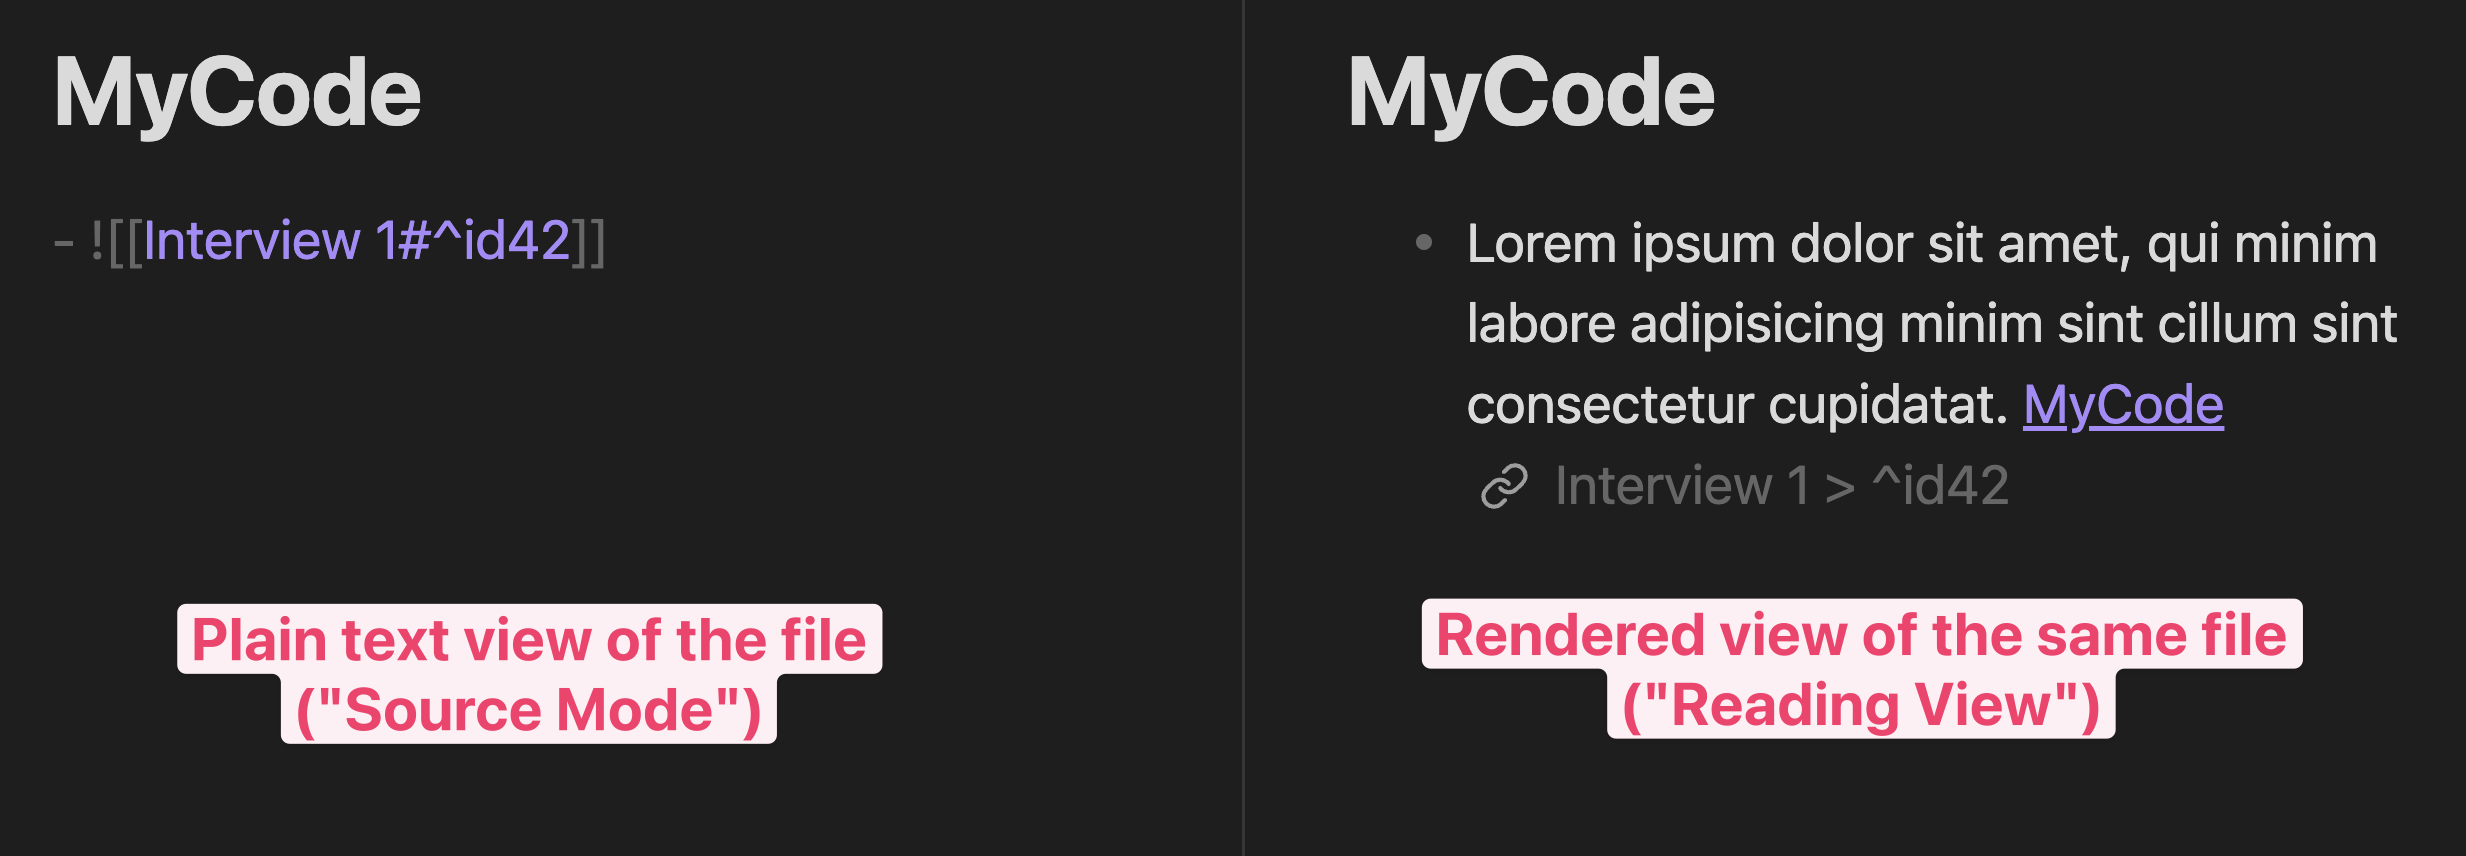 MyCode
- ![[Interview 1#^id42]]
Plain text view of the file
("Source Mode")
MyCode
• Lorem ipsum dolor sit amet, qui minim
labore adipisicing minim sint cillum sint
consectetur cupidatat. MyCode
Interview 1 > ^id42
Rendered view of the same file
("Reading View")